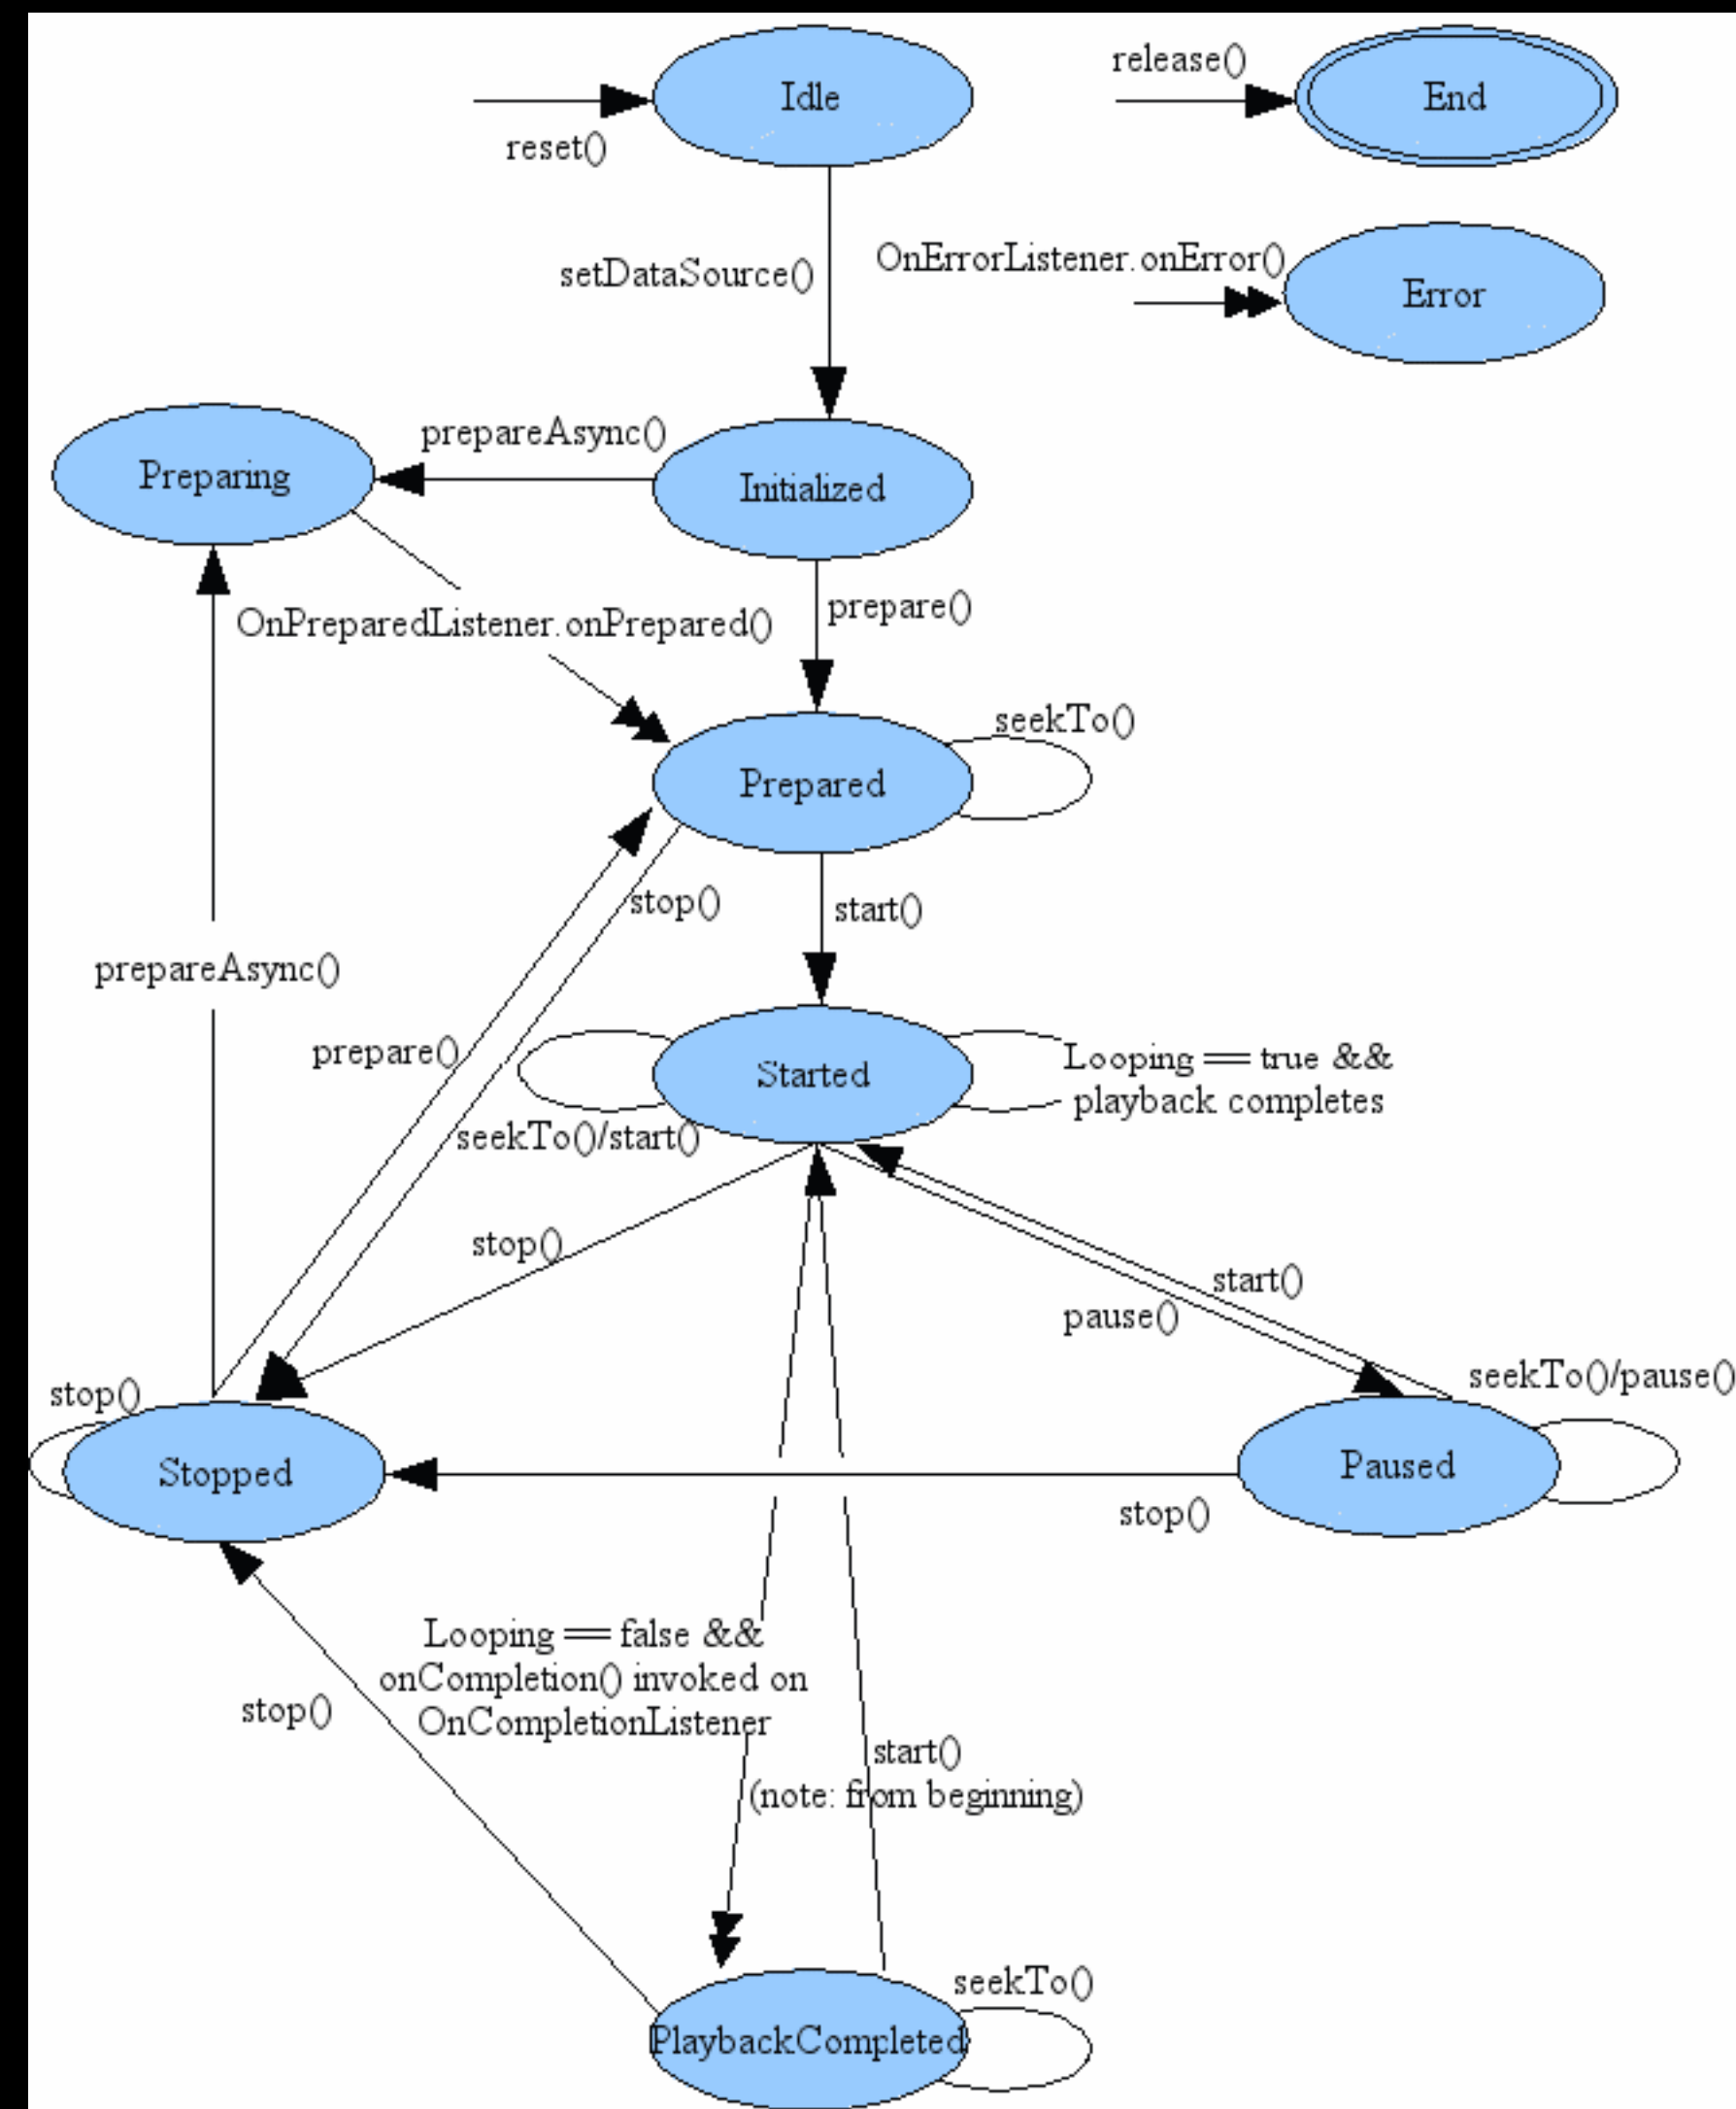 release()
Idle
End
reset()
OnErrorListener.onError()
setDataSource()
Error
prepareAsync()
Preparing
Initialized
prepare()
OnPreparedListener.onPrepared()
seekTo()
Prepared
stop()
start()
prepareAsync()
prepare()
Started
Looping == true &&
playback completes
seekTo()/start()
stop()
start()
pause()
seekTo()/pause()
stop()
Paused
Stopped
stop()
Looping == false &&
onCompletion() invoked on
OnCompletionListener
stop()
start()
(note: from beginning)
seekTo()
PlaybackCompleted